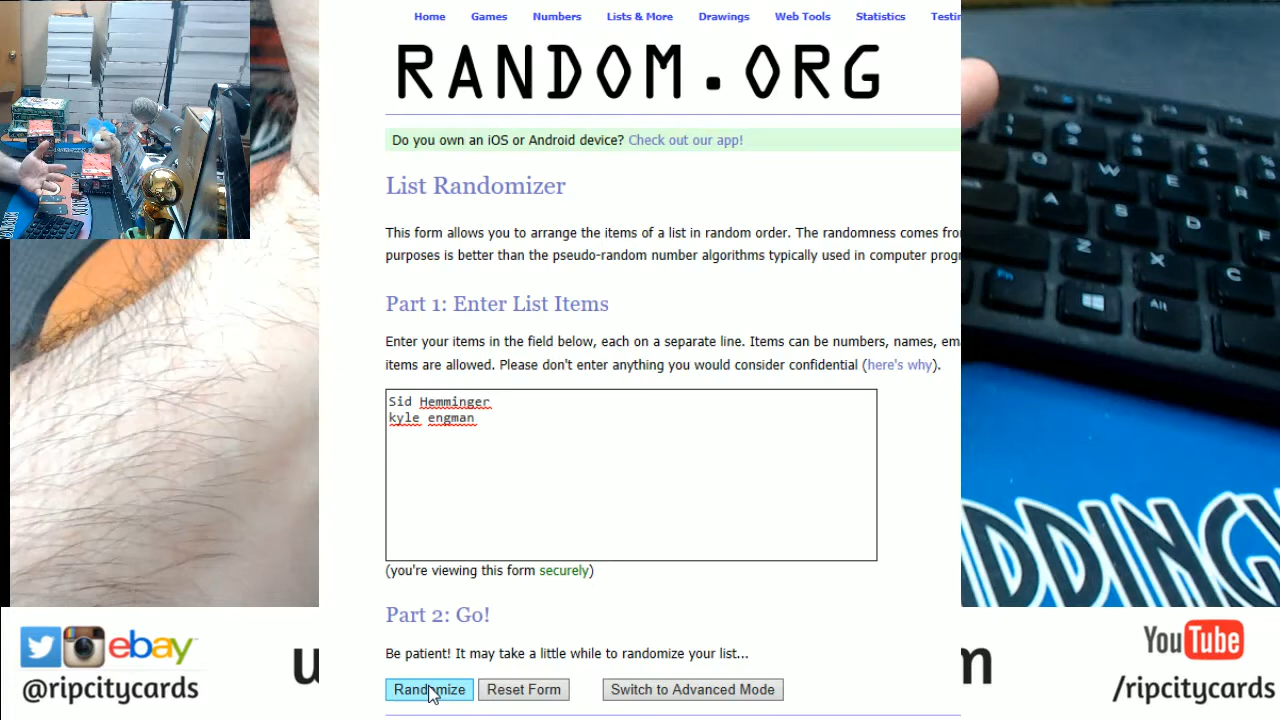 Home Games Numbers Lists & More Drawings Web Tools Statistics Testin
RANDOM.ORG
Do you own an iOS or Android device? Check out our app!
List Randomizer
This form allows you to arrange the items of a list in random order. The randomness comes fro
purposes is better than the pseudo-random number algorithms typically used in computer prog
Part 1: Enter List Items
Enter your items in the field below, each on a separate line. Items can be numbers, names, ema
items are allowed. Please don't enter anything you would consider confidential (here's why).
Sid Hemminger
kyle engman
(you're viewing this form securely)
Part 2: Go!
Be patient! It may take a little while to randomize your list...
Randomize Reset Form Switch to Advanced Mode
ebay
@ripcitycards
u
m
YouTube
/ripcitycards
Q W E R
A S D F
Z X C
Fn Alt
DDINGW